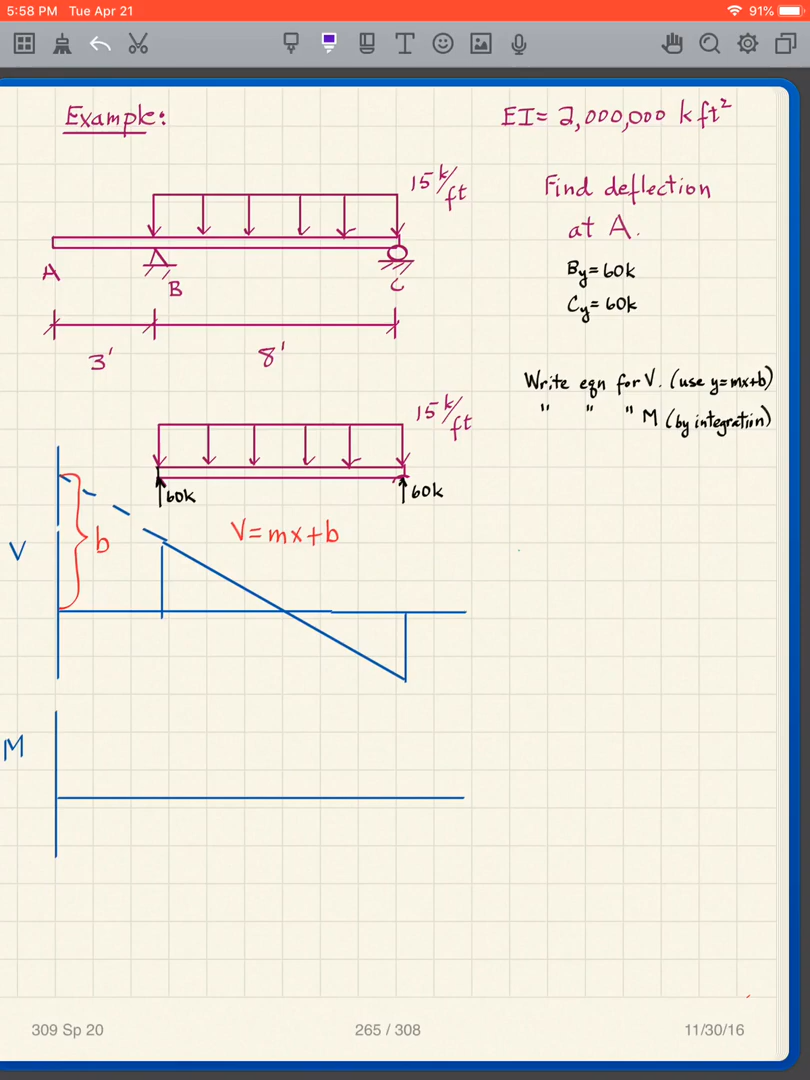 5:58 PM Tue Apr 21
91%
Example:
EI= 2,000,000 k ft²
15 k/ft
Find deflection
at A.
A
B
C
By= 60k
Cy= 60k
3'
8'
Write eqn for V. (use y=mx+b)
" " " M (by integration)
15 k/ft
60k
60k
V
b
V=mx+b
M
309 Sp 20
265 / 308
11/30/16